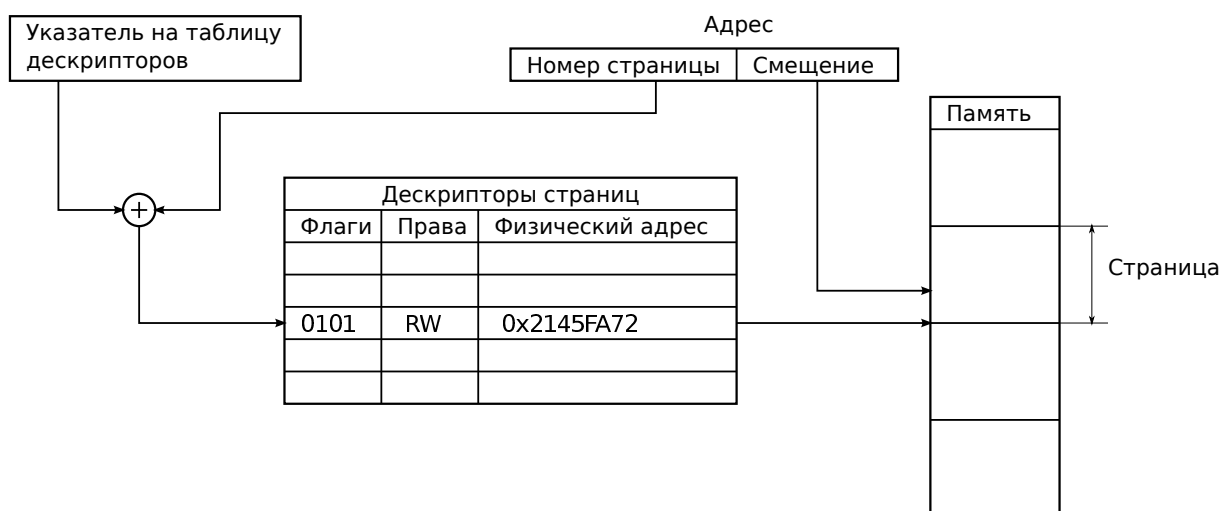 Указатель на таблицу
дескрипторов
Адрес
Номер страницы Смещение
Память
Дескрипторы страниц
Флаги Права Физический адрес
Страница
0101 RW 0x2145FA72